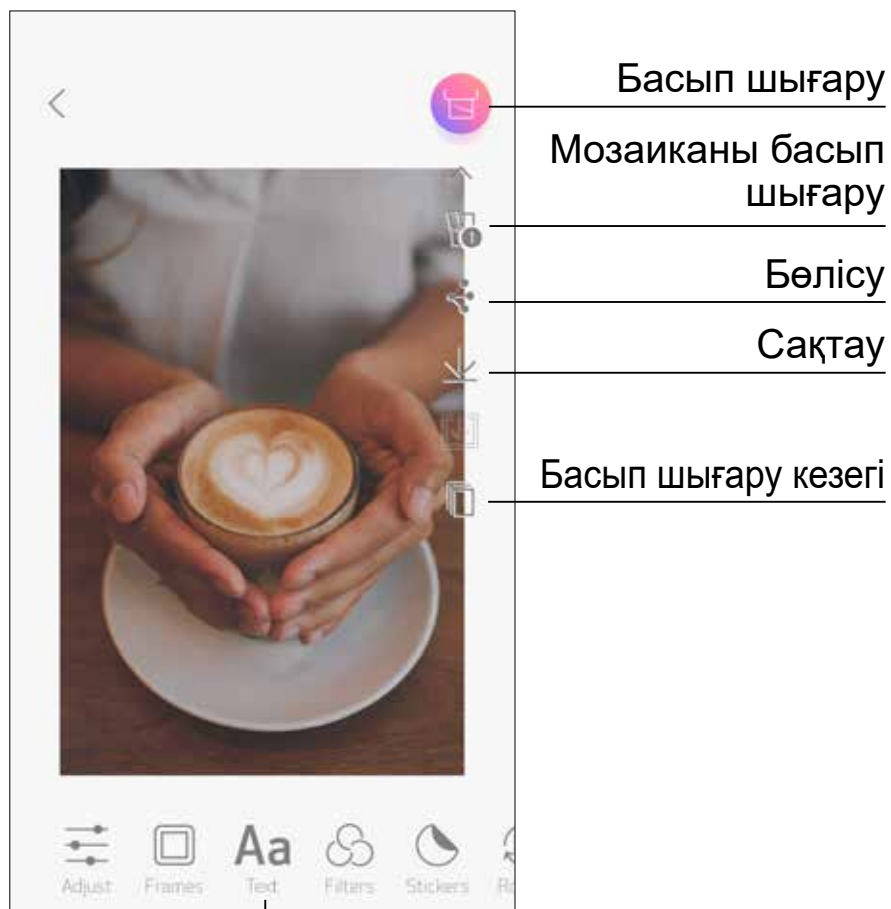 Басып шығару
Мозаиканы басып
шығару
Бөлісу
Сақтау
Басып шығару кезегі
Aa
Adjust
Frames
Text
Filters
Stickers